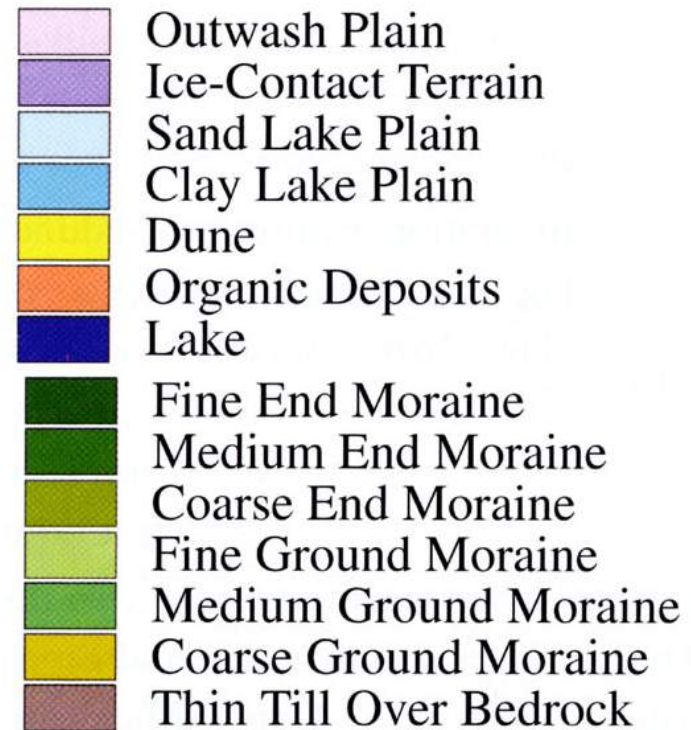 Outwash Plain
Ice-Contact Terrain
Sand Lake Plain
Clay Lake Plain
Dune
Organic Deposits
Lake
Fine End Moraine
Medium End Moraine
Coarse End Moraine
Fine Ground Moraine
Medium Ground Moraine
Coarse Ground Moraine
Thin Till Over Bedrock